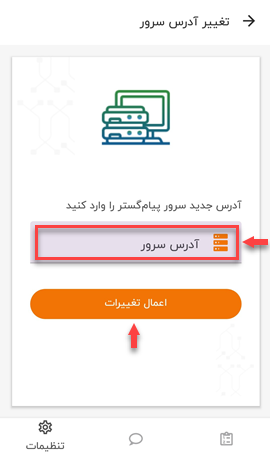 تغییر آدرس سرور
آدرس جدید سرور پیام‌گستر را وارد کنید
آدرس سرور
اعمال تغییرات
تنظیمات